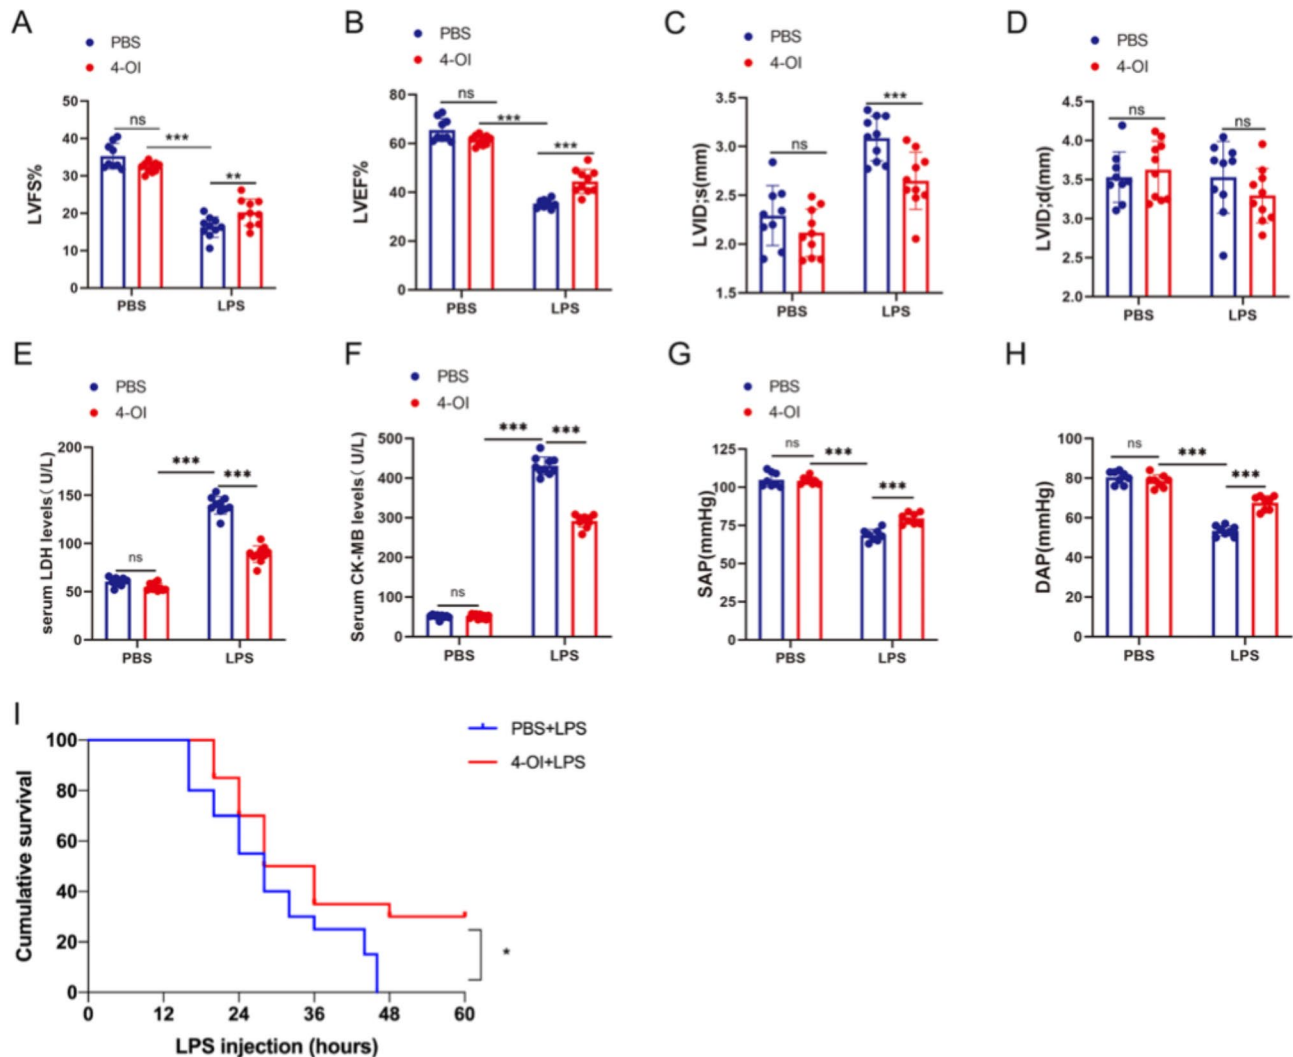 A
PBS
4-OI
LVFS%
50
40
30
20
10
0
ns
***
**
PBS LPS
B
PBS
4-OI
LVEF%
80
60
40
20
0
ns
***
***
PBS LPS
C
PBS
4-OI
LVID;s(mm)
3.5
3.0
2.5
2.0
1.5
ns
***
PBS LPS
D
PBS
4-OI
LVID;d(mm)
4.5
4.0
3.5
3.0
2.5
2.0
ns
ns
PBS LPS
E
PBS
4-OI
serum LDH levels( U/L)
200
150
100
50
0
ns
***
***
PBS LPS
F
PBS
4-OI
Serum CK-MB levels( U/L)
500
400
300
200
100
0
ns
***
***
PBS LPS
G
PBS
4-OI
SAP(mmHg)
125
100
75
50
25
0
ns
***
***
PBS LPS
H
DAP(mmHg)
100
80
60
40
20
0
ns
***
***
PBS LPS
I
PBS+LPS
4-OI+LPS
Cumulative survival
100
80
60
40
20
0
*
0 12 24 36 48 60
LPS injection (hours)